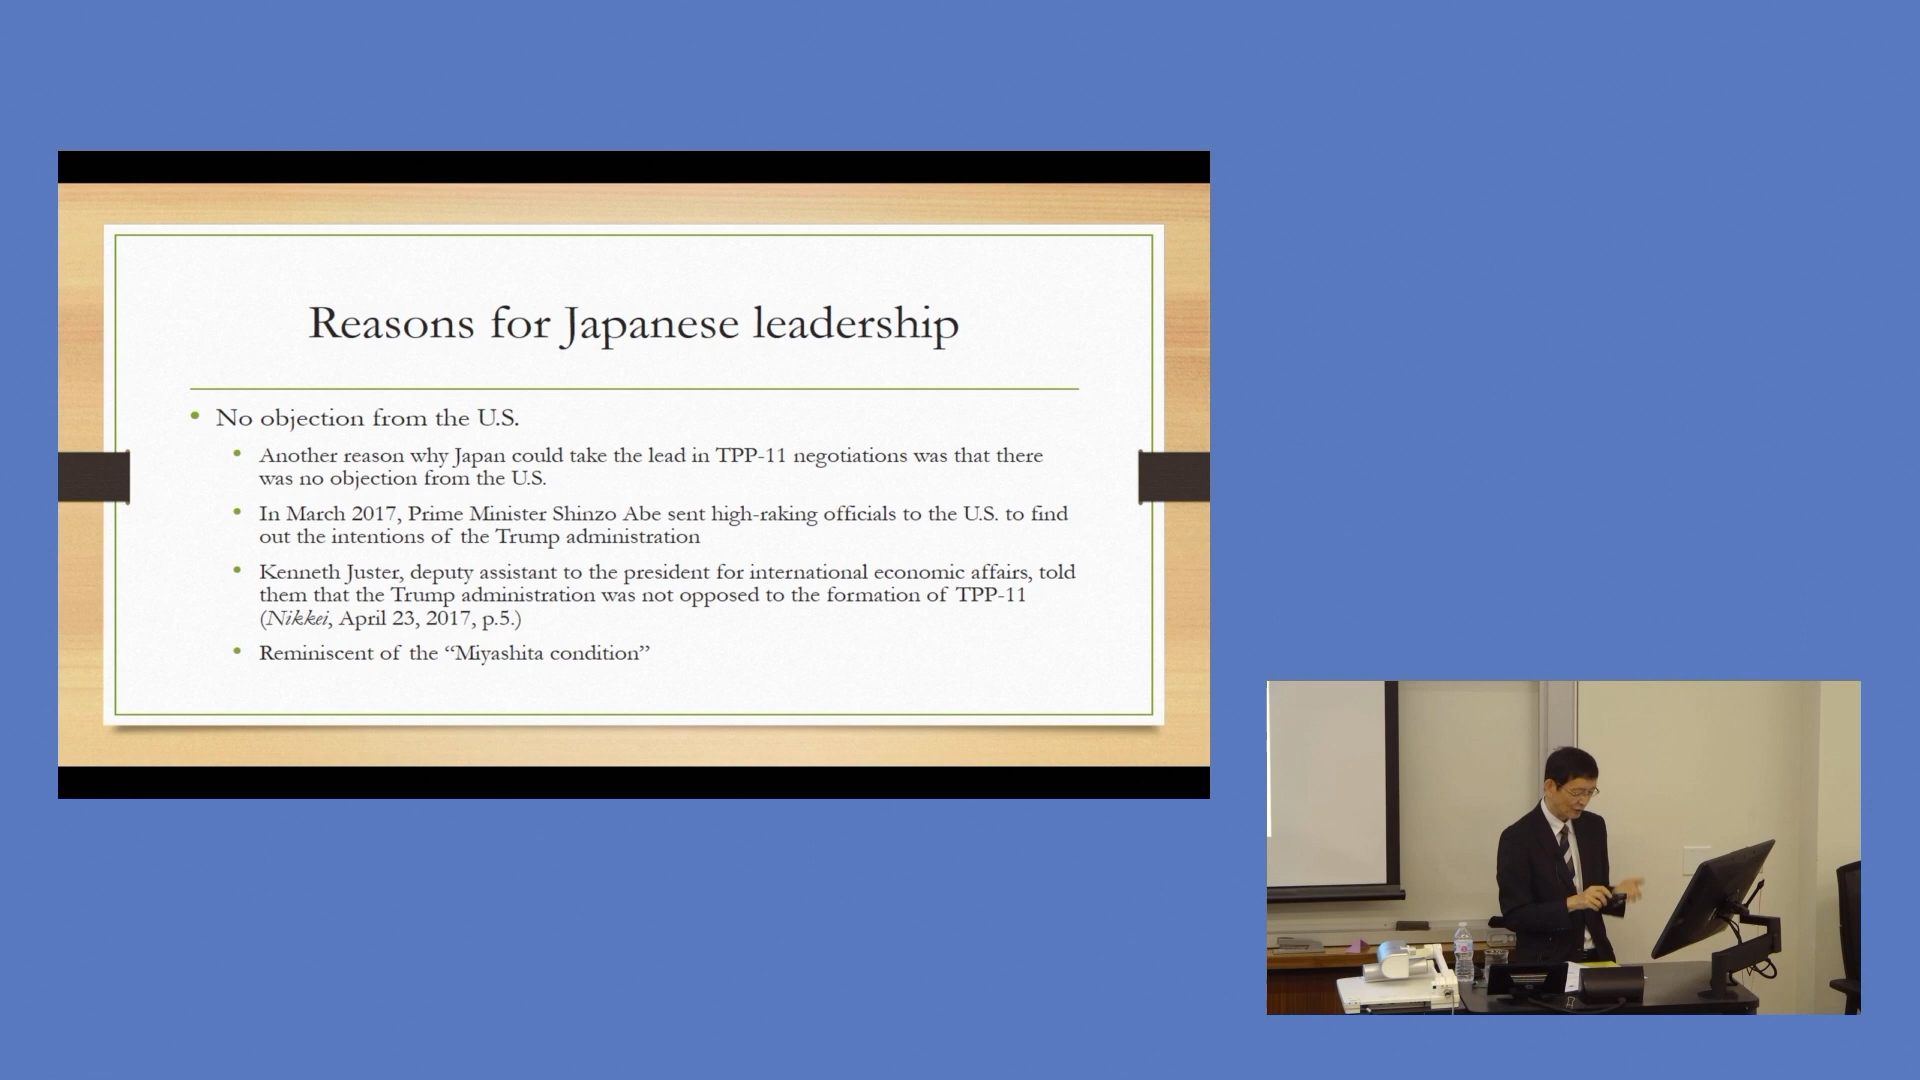 Reasons for Japanese leadership
• No objection from the U.S.
• Another reason why Japan could take the lead in TPP-11 negotiations was that there
was no objection from the U.S.
• In March 2017, Prime Minister Shinzo Abe sent high-raking officials to the U.S. to find
out the intentions of the Trump administration
• Kenneth Juster, deputy assistant to the president for international economic affairs, told
them that the Trump administration was not opposed to the formation of TPP-11
(Nikkei, April 23, 2017, p.5.)
• Reminiscent of the “Miyashita condition”